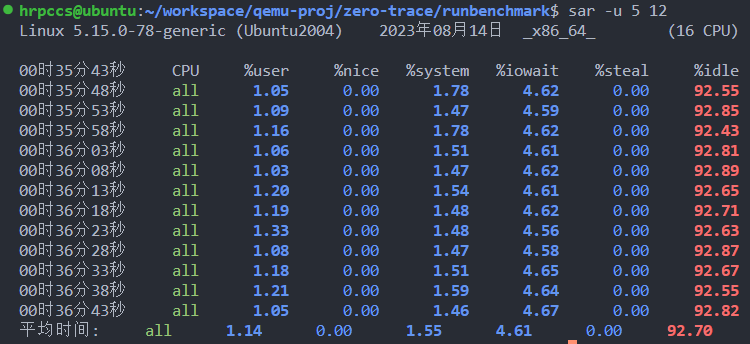 hrpccs@ubuntu:~/workspace/qemu-proj/zero-trace/runbenchmark$ sar -u 5 12
Linux 5.15.0-78-generic (Ubuntu2004) 2023年08月14日 _x86_64_ (16 CPU)
00时35分43秒 CPU %user %nice %system %iowait %steal %idle
00时35分48秒 all 1.05 0.00 1.78 4.62 0.00 92.55
00时35分53秒 all 1.09 0.00 1.47 4.59 0.00 92.85
00时35分58秒 all 1.16 0.00 1.78 4.62 0.00 92.43
00时36分03秒 all 1.06 0.00 1.51 4.61 0.00 92.81
00时36分08秒 all 1.03 0.00 1.47 4.62 0.00 92.89
00时36分13秒 all 1.20 0.00 1.54 4.61 0.00 92.65
00时36分18秒 all 1.19 0.00 1.48 4.62 0.00 92.71
00时36分23秒 all 1.33 0.00 1.48 4.56 0.00 92.63
00时36分28秒 all 1.08 0.00 1.47 4.58 0.00 92.87
00时36分33秒 all 1.18 0.00 1.51 4.65 0.00 92.67
00时36分38秒 all 1.21 0.00 1.59 4.64 0.00 92.55
00时36分43秒 all 1.05 0.00 1.46 4.67 0.00 92.82
平均时间: all 1.14 0.00 1.55 4.61 0.00 92.70